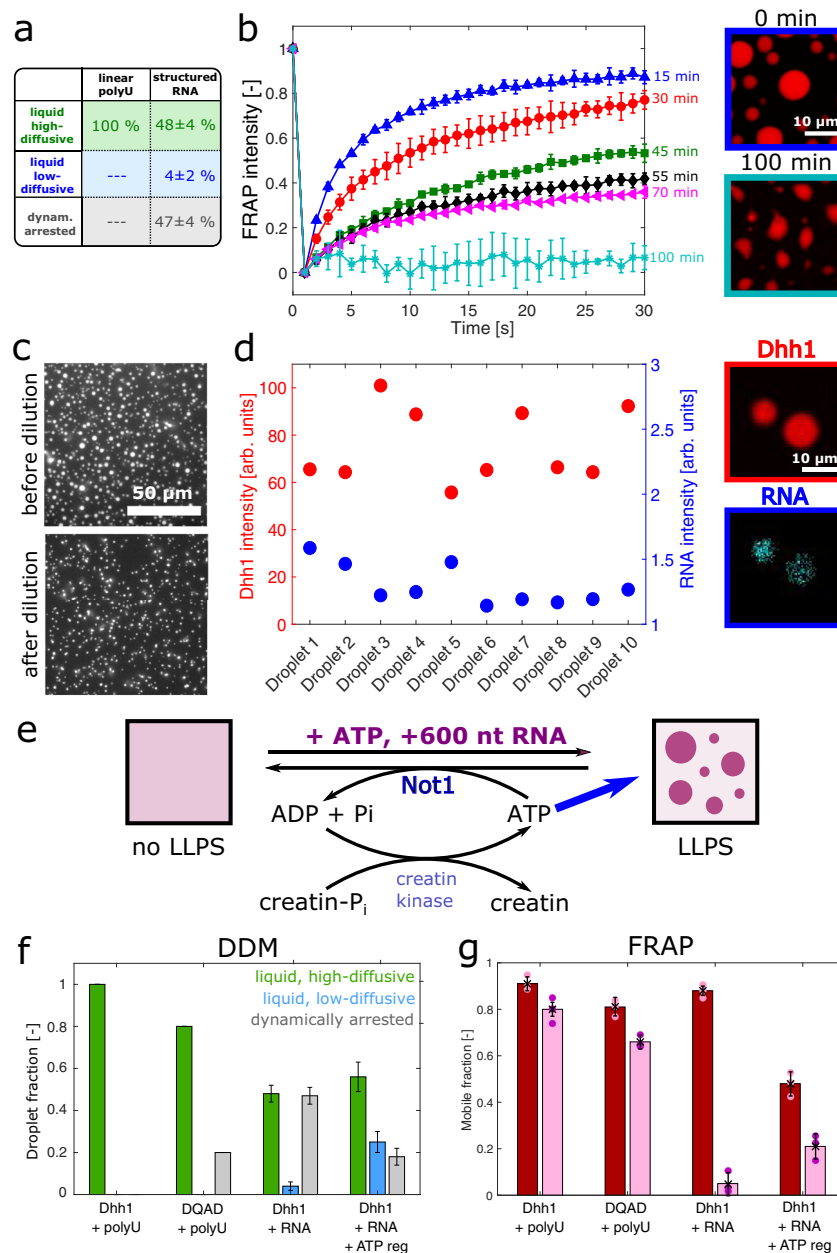 a
linear polyU
structured RNA
liquid high-diffusive
100 %
48±4 %
liquid low-diffusive
---
4±2 %
dynam. arrested
---
47±4 %
b
FRAP intensity [-]
1
0.8
0.6
0.4
0.2
0
0
5
10
15
20
25
30
Time [s]
15 min
30 min
45 min
55 min
70 min
100 min
0 min
10 µm
100 min
c
before dilution
50 µm
after dilution
d
Dhh1 intensity [arb. units]
100
80
60
40
20
0
RNA intensity [arb. units]
3
2.5
2
1.5
1
Droplet 1
Droplet 2
Droplet 3
Droplet 4
Droplet 5
Droplet 6
Droplet 7
Droplet 8
Droplet 9
Droplet 10
Dhh1
10 µm
RNA
e
+ ATP, +600 nt RNA
Not1
ADP + Pi
ATP
no LLPS
LLPS
creatin-Pi
creatin kinase
creatin
f
DDM
liquid, high-diffusive
liquid, low-diffusive
dynamically arrested
Droplet fraction [-]
1
0.8
0.6
0.4
0.2
0
Dhh1 + polyU
DQAD + polyU
Dhh1 + RNA
Dhh1 + RNA + ATP reg
g
FRAP
Mobile fraction [-]
1
0.8
0.6
0.4
0.2
0
Dhh1 + polyU
DQAD + polyU
Dhh1 + RNA
Dhh1 + RNA + ATP reg